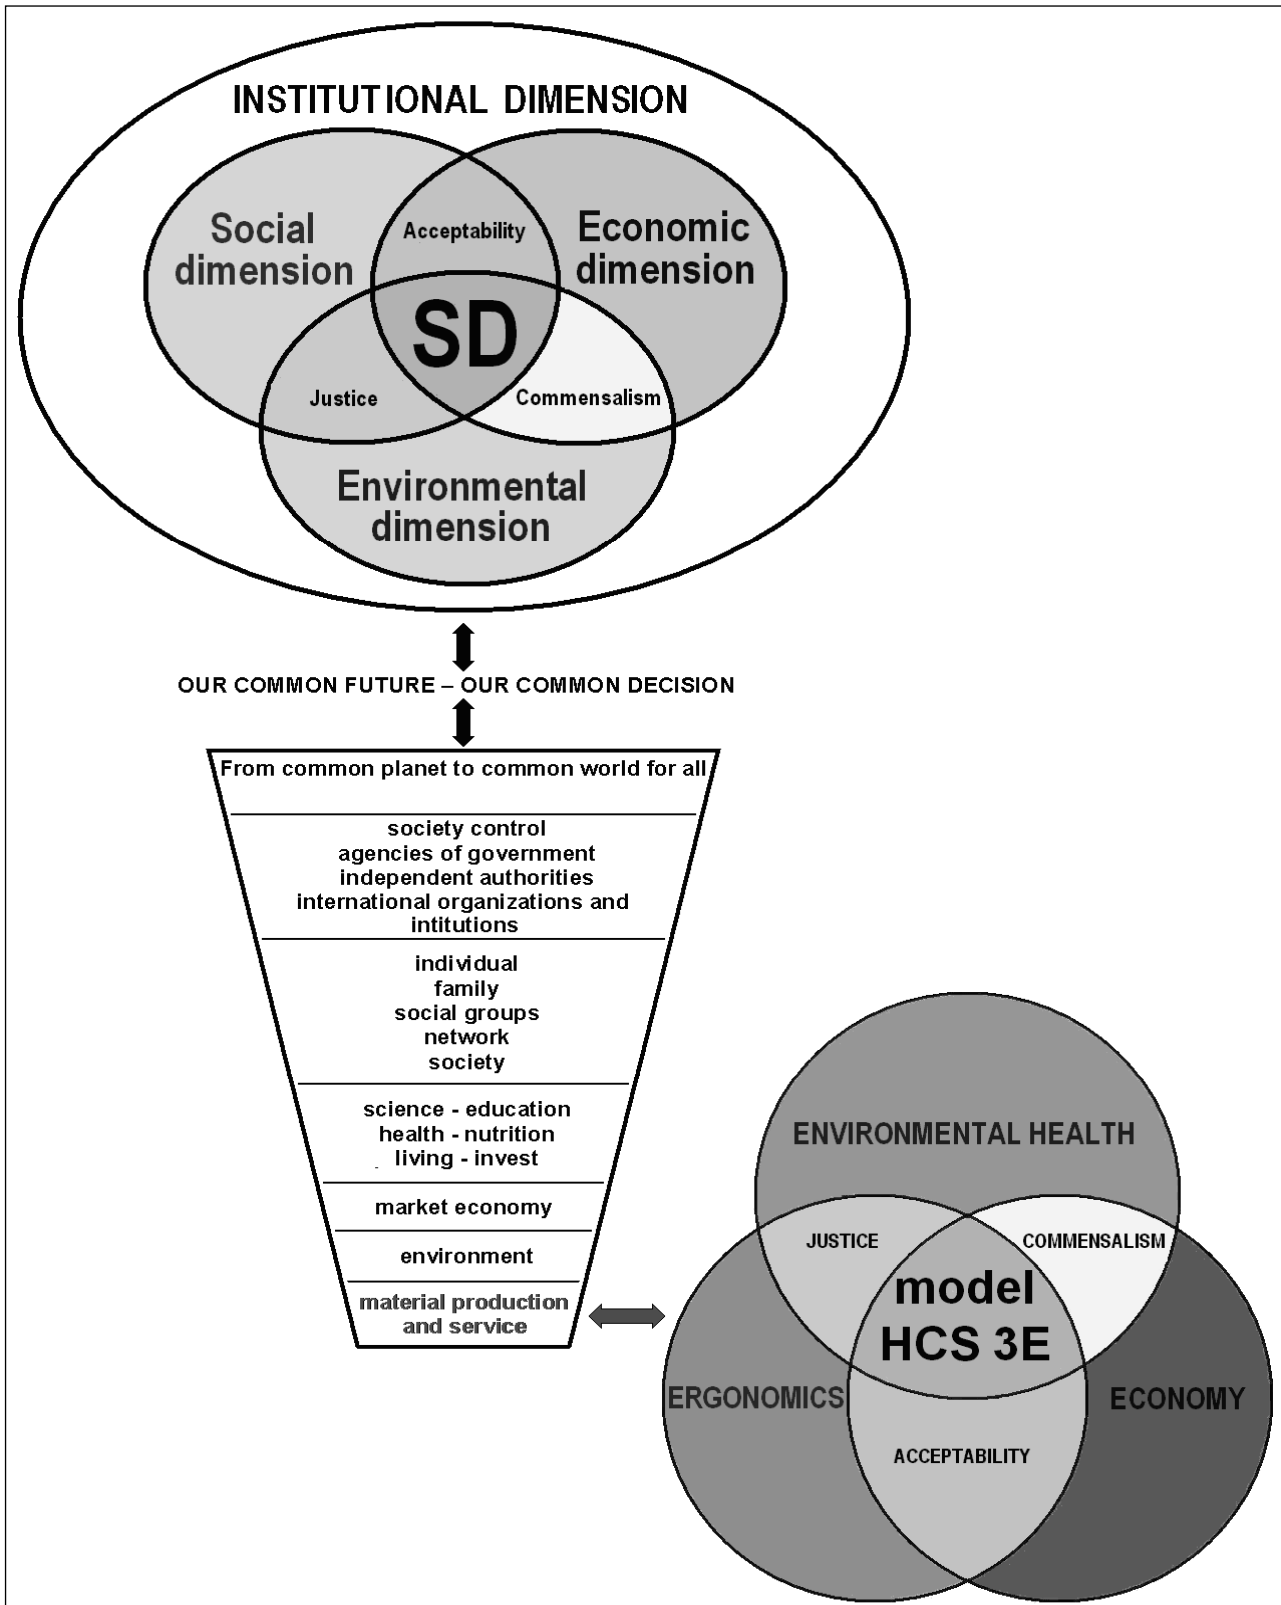 INSTITUTIONAL DIMENSION
Social
dimension
Acceptability
Economic
dimension
SD
Justice
Commensalism
Environmental
dimension
OUR COMMON FUTURE – OUR COMMON DECISION
From common planet to common world for all
society control
agencies of government
independent authorities
international organizations and
intitutions
individual
family
social groups
network
society
science - education
health - nutrition
living - invest
market economy
environment
material production
and service
ENVIRONMENTAL HEALTH
JUSTICE
COMMENSALISM
model
HCS 3E
ERGONOMICS
ECONOMY
ACCEPTABILITY